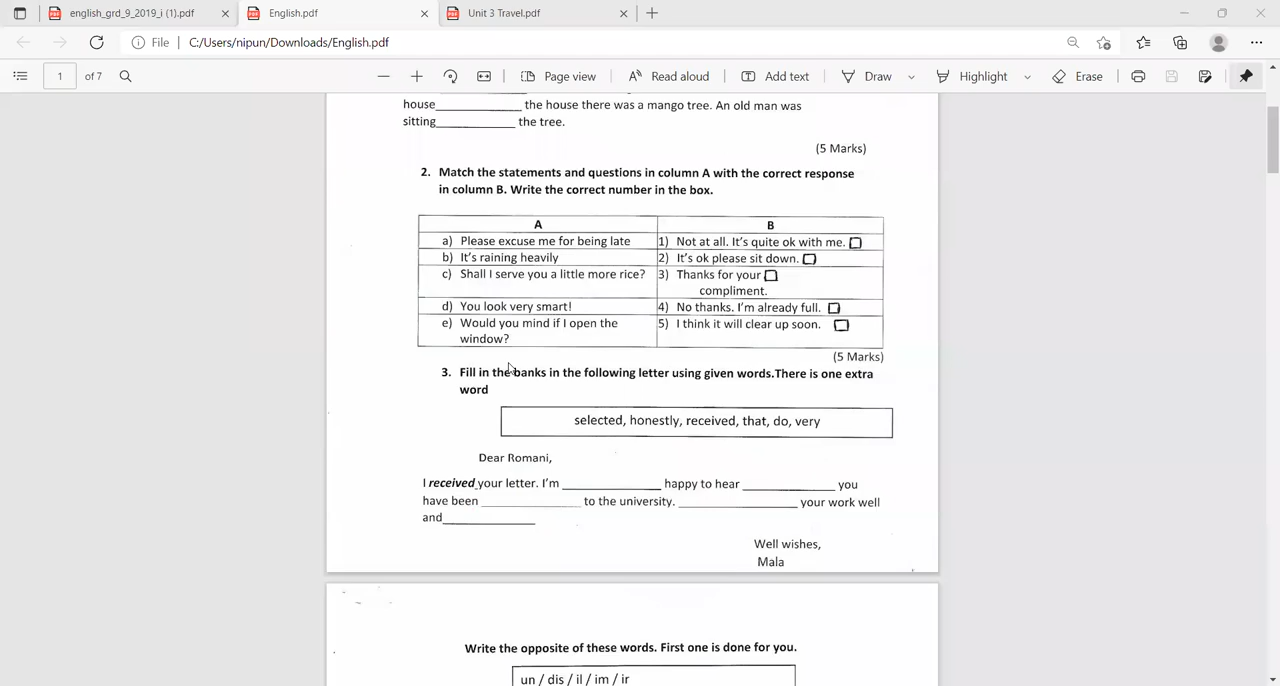 english_grd_9_2019_i (1).pdf
English.pdf
Unit 3 Travel.pdf
File
C:/Users/nipun/Downloads/English.pdf
1 of 7
Page view
Read aloud
Add text
Draw
Highlight
Erase
house_____________ the house there was a mango tree. An old man was
sitting____________ the tree.
(5 Marks)
2. Match the statements and questions in column A with the correct response
in column B. Write the correct number in the box.
A B
a) Please excuse me for being late 1) Not at all. It's quite ok with me.
b) It's raining heavily 2) It's ok please sit down.
c) Shall I serve you a little more rice? 3) Thanks for your
compliment.
d) You look very smart! 4) No thanks. I'm already full.
e) Would you mind if I open the 5) I think it will clear up soon.
window?
(5 Marks)
3. Fill in the banks in the following letter using given words.There is one extra
word
selected, honestly, received, that, do, very
Dear Romani,
I received your letter. I'm _______________ happy to hear ______________ you
have been _______________ to the university. __________________ your work well
and______________
Well wishes,
Mala
Write the opposite of these words. First one is done for you.
un / dis / il / im / ir